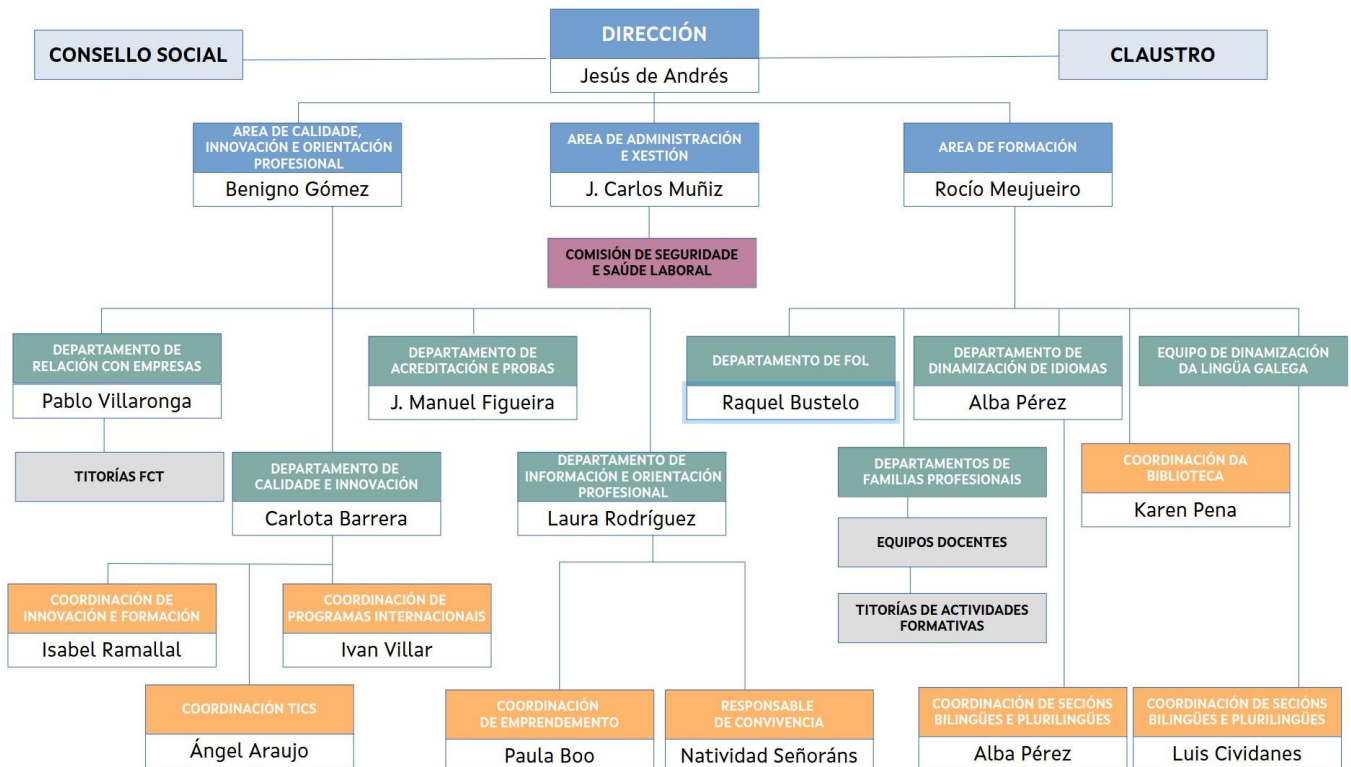 DIRECCIÓN
CONSELLO SOCIAL
CLAUSTRO
Jesús de Andrés
AREA DE CALIDADE,
INNOVACIÓN E ORIENTACIÓN
PROFESIONAL
Benigno Gómez
AREA DE ADMINISTRACIÓN
E XESTIÓN
J. Carlos Muñiz
AREA DE FORMACIÓN
Rocío Meujueiro
COMISIÓN DE SEGURIDADE
E SAÚDE LABORAL
DEPARTAMENTO DE
RELACIÓN CON EMPRESAS
Pablo Villaronga
DEPARTAMENTO DE
ACREDITACIÓN E PROBAS
J. Manuel Figueira
DEPARTAMENTO DE FOL
Raquel Bustelo
DEPARTAMENTO DE
DINAMIZACIÓN DE IDIOMAS
Alba Pérez
EQUIPO DE DINAMIZACIÓN
DA LINGÜA GALEGA
TITORÍAS FCT
DEPARTAMENTO DE
CALIDADE E INNOVACIÓN
Carlota Barrera
DEPARTAMENTO DE
INFORMACIÓN E ORIENTACIÓN
PROFESIONAL
Laura Rodríguez
DEPARTAMENTOS DE
FAMILIAS PROFESIONAIS
COORDINACIÓN DA
BIBLIOTECA
Karen Pena
EQUIPOS DOCENTES
TITORÍAS DE ACTIVIDADES
FORMATIVAS
COORDINACIÓN DE
INNOVACIÓN E FORMACIÓN
Isabel Ramallal
COORDINACIÓN DE
PROGRAMAS INTERNACIONAIS
Ivan Villar
COORDINACIÓN TICS
Ángel Araujo
COORDINACIÓN
DE EMPRENDEMENTO
Paula Boo
RESPONSABLE
DE CONVIVENCIA
Natividad Señoráns
COORDINACIÓN DE SECIÓNS
BILINGÜES E PLURILINGÜES
Alba Pérez
COORDINACIÓN DE SECIÓNS
BILINGÜES E PLURILINGÜES
Luis Cividanes